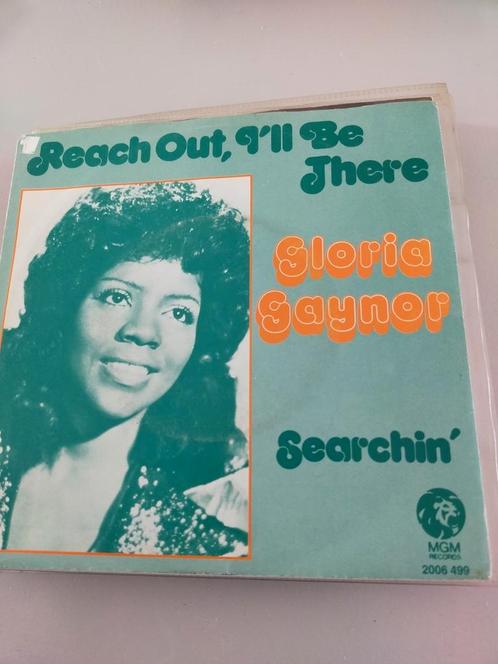 Reach Out, I'll Be
There
Gloria
Gaynor
Searchin'
MGM
RECORDS
2006 499